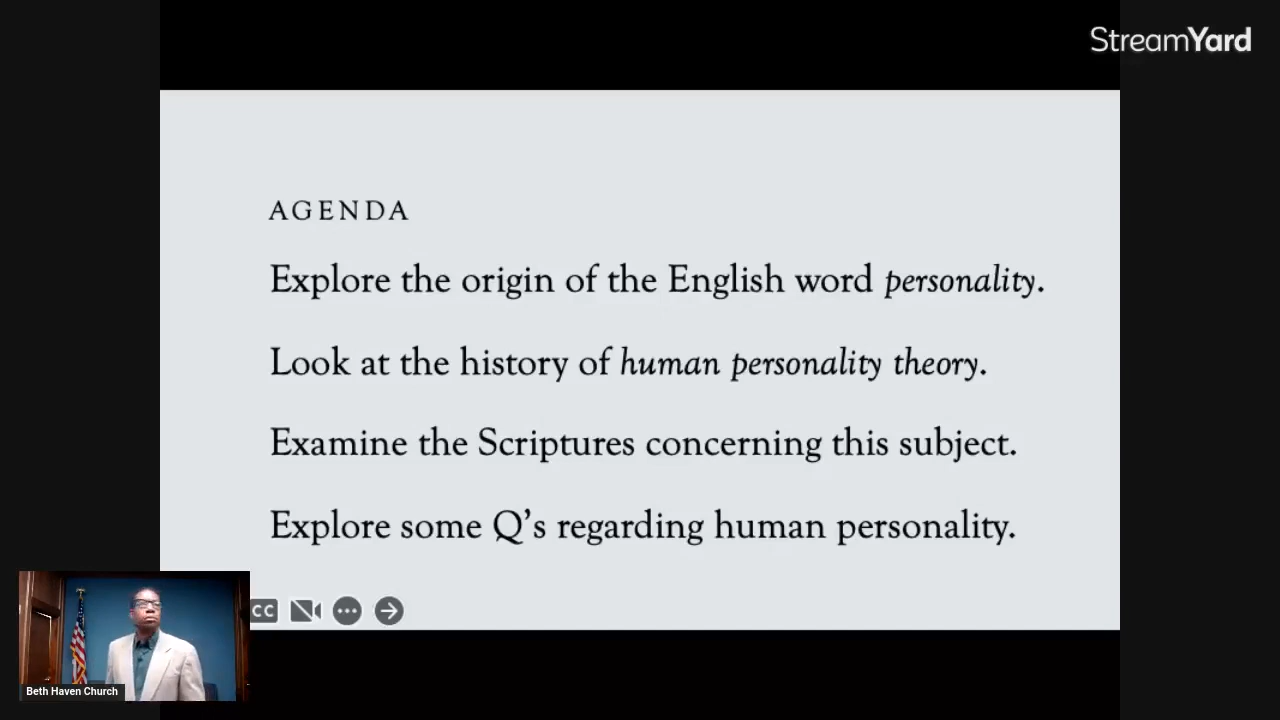 StreamYard
AGENDA
Explore the origin of the English word personality.
Look at the history of human personality theory.
Examine the Scriptures concerning this subject.
Explore some Q's regarding human personality.
CC
Beth Haven Church